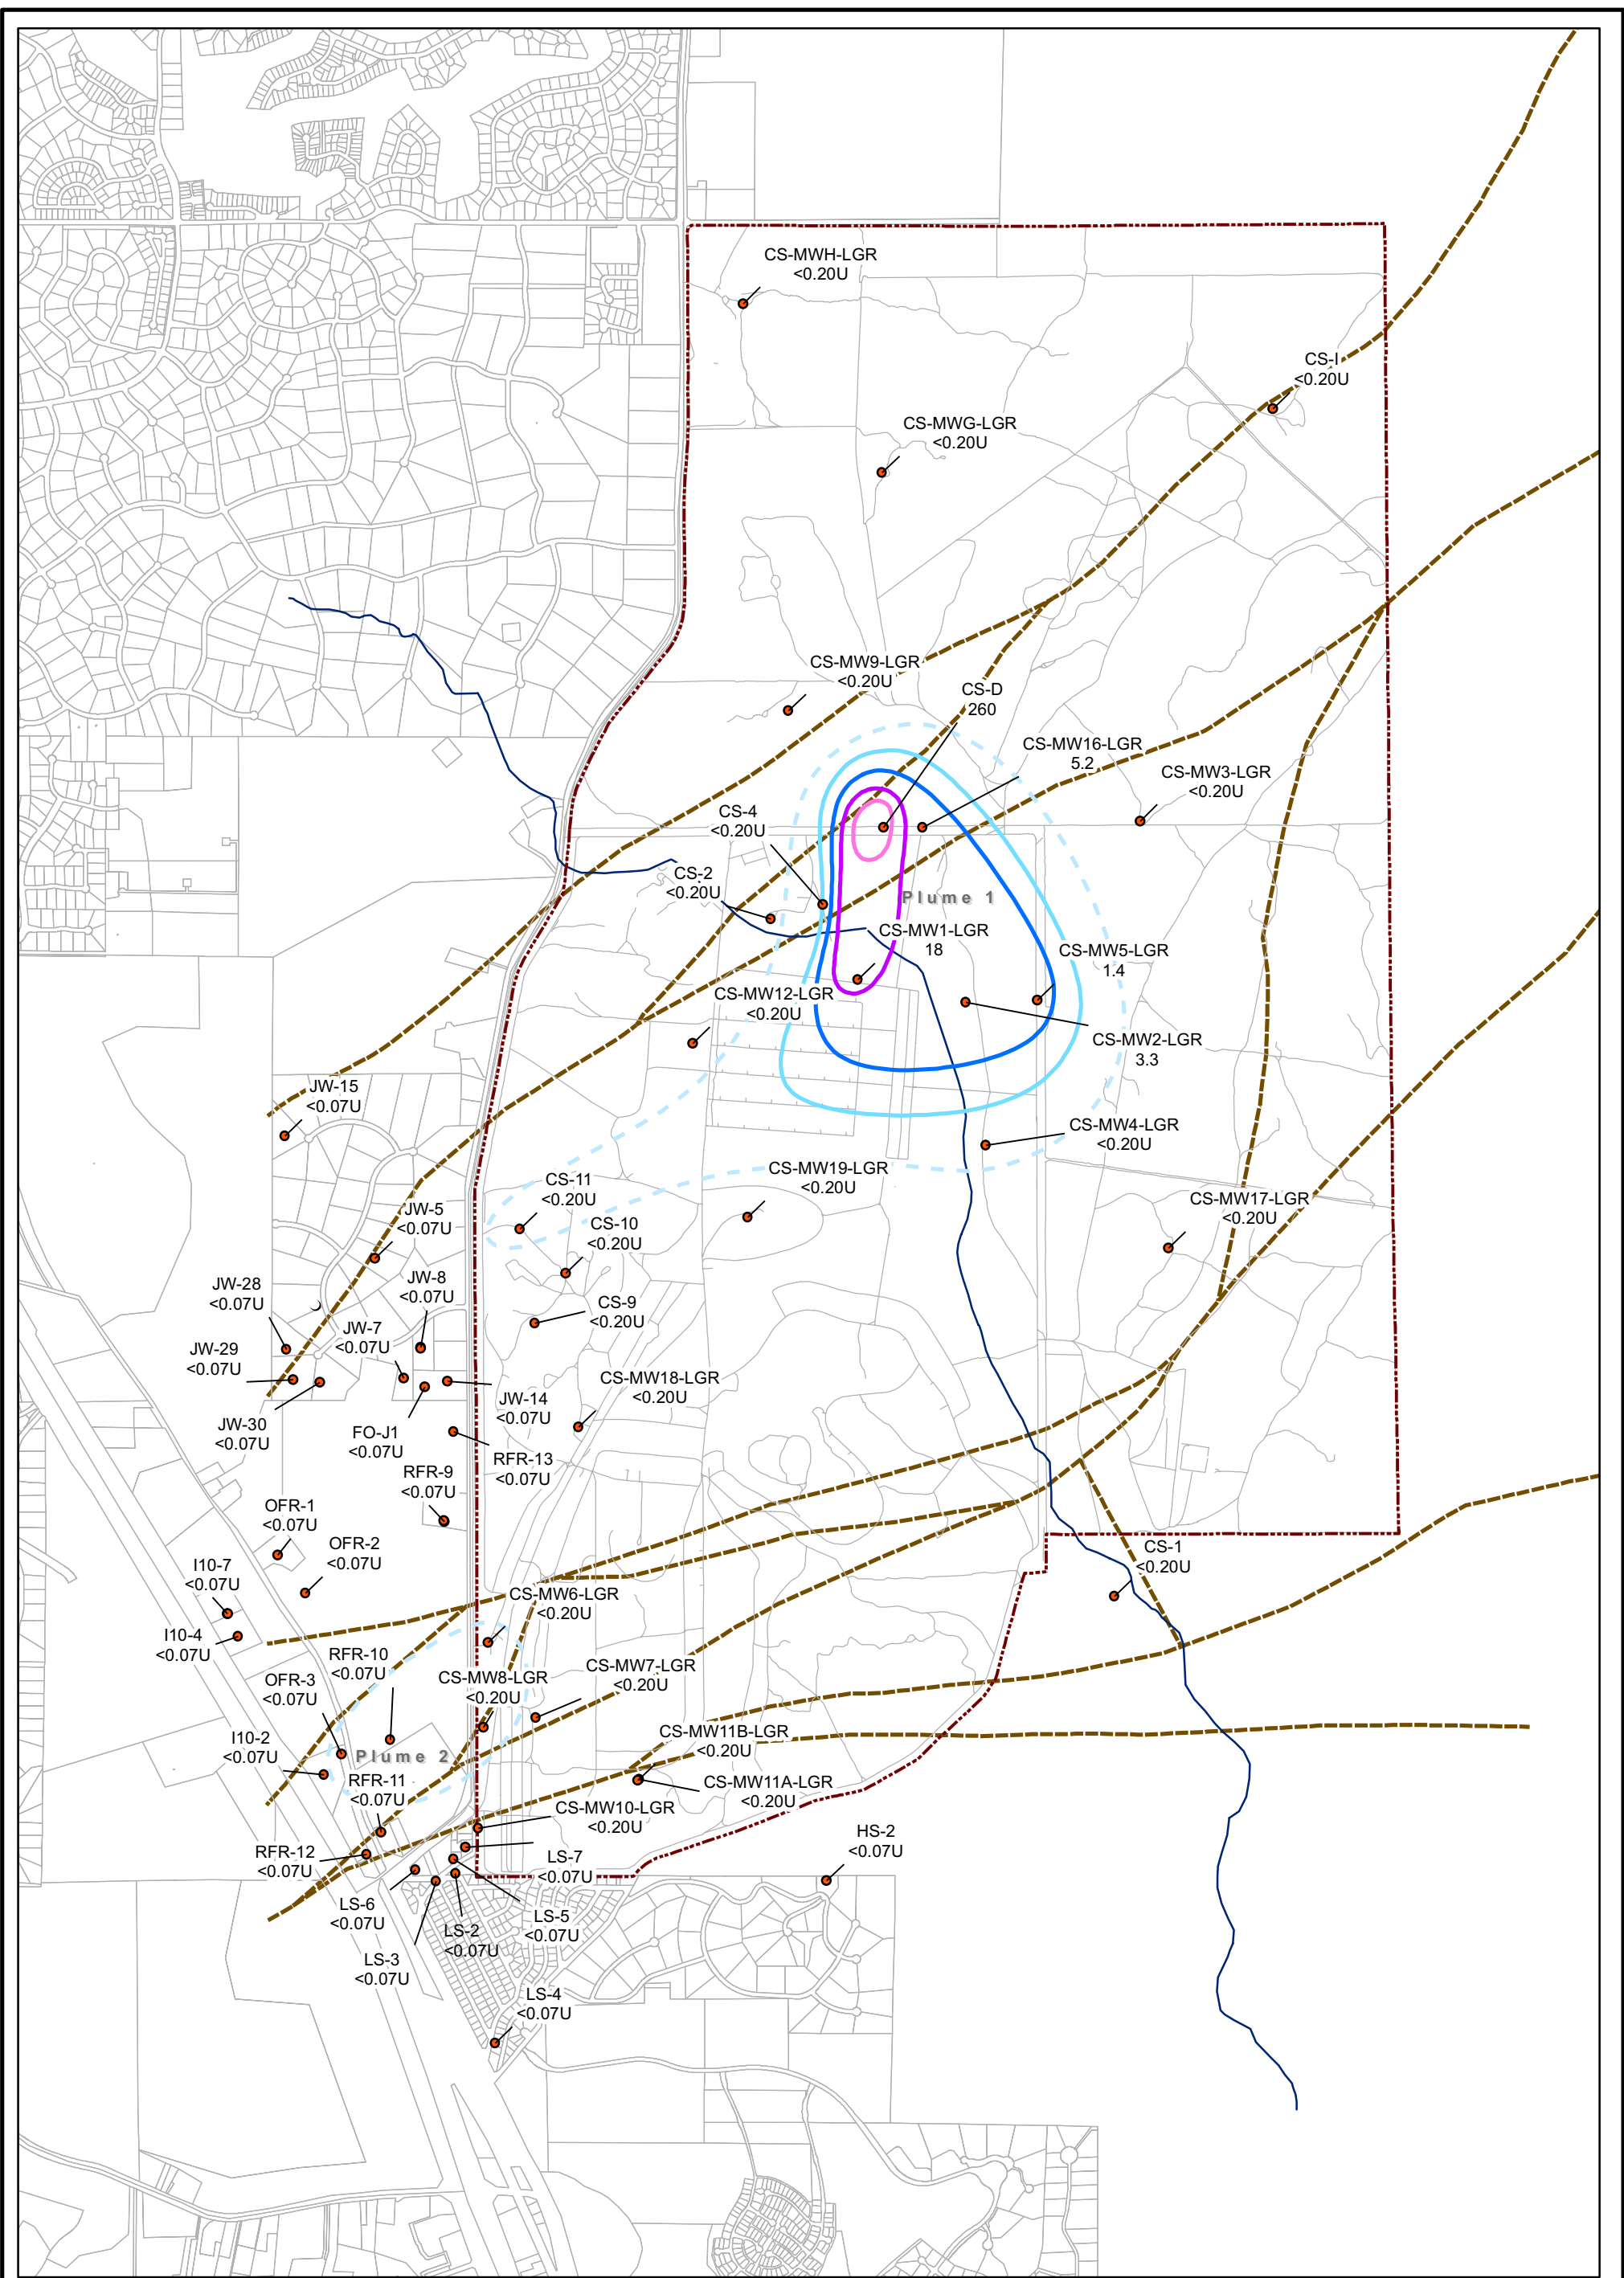 CS-MWH-LGR
<0.20U
CS-I
<0.20U
CS-MWG-LGR
<0.20U
CS-MW9-LGR
<0.20U
CS-D
260
CS-MW16-LGR
5.2
CS-MW3-LGR
<0.20U
CS-4
<0.20U
CS-2
<0.20U
Plume 1
CS-MW1-LGR
18
CS-MW5-LGR
1.4
CS-MW12-LGR
<0.20U
CS-MW2-LGR
3.3
JW-15
<0.07U
CS-MW4-LGR
<0.20U
CS-MW19-LGR
<0.20U
CS-11
<0.20U
CS-MW17-LGR
<0.20U
JW-5
<0.07U
CS-10
<0.20U
JW-28
<0.07U
JW-8
<0.07U
CS-9
<0.20U
JW-7
<0.07U
JW-29
<0.07U
CS-MW18-LGR
<0.20U
JW-14
<0.07U
JW-30
<0.07U
FO-J1
<0.07U
RFR-13
<0.07U
RFR-9
<0.07U
OFR-1
<0.07U
OFR-2
<0.07U
I10-7
<0.07U
CS-1
<0.20U
CS-MW6-LGR
<0.20U
I10-4
<0.07U
RFR-10
<0.07U
CS-MW7-LGR
<0.20U
OFR-3
<0.07U
CS-MW8-LGR
<0.20U
I10-2
<0.07U
CS-MW11B-LGR
<0.20U
Plume 2
RFR-11
<0.07U
CS-MW11A-LGR
<0.20U
CS-MW10-LGR
<0.20U
HS-2
<0.07U
RFR-12
<0.07U
LS-7
<0.07U
LS-6
<0.07U
LS-5
<0.07U
LS-2
<0.07U
LS-3
<0.07U
LS-4
<0.07U